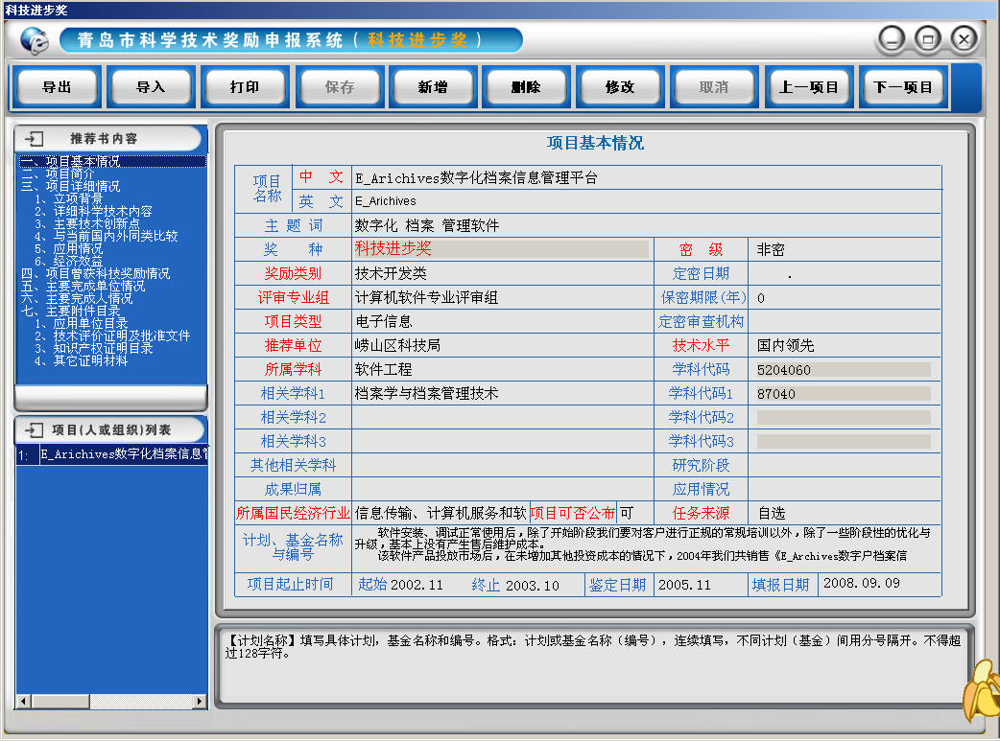 科技进步奖
青岛市科学技术奖励申报系统（科技进步奖）
导出 导入 打印 保存 新增 删除 修改 取消 上一项目 下一项目
推荐书内容
一、项目基本情况
二、项目简介
三、项目详细情况
1、立项背景
2、详细科学技术内容
3、主要技术创新点
4、与当前国内外同类比较
5、应用情况
6、经济效益
四、项目曾获科技奖励情况
五、主要完成单位情况
六、主要完成人情况
七、主要附件目录
1、应用单位目录
2、技术评价证明及批准文件
3、知识产权证明目录
4、其它证明材料
项目(人或组织)列表
1: E_Arichives数字化档案信息管
项目基本情况
项目名称 中 文 E_Arichives数字化档案信息管理平台
英 文 E_Arichives
主 题 词 数字化 档案 管理软件
奖 种 科技进步奖 密 级 非密
奖励类别 技术开发类 定密日期 .
评审专业组 计算机软件专业评审组 保密期限(年) 0
项目类型 电子信息 定密审查机构
推荐单位 崂山区科技局 技术水平 国内领先
所属学科 软件工程 学科代码 5204060
相关学科1 档案学与档案管理技术 学科代码1 87040
相关学科2 学科代码2
相关学科3 学科代码3
其他相关学科 研究阶段
成果归属 应用情况
所属国民经济行业 信息传输、计算机服务和软 项目可否公布 可 任务来源 自选
计划、基金名称与编号 软件安装、调试正常使用后，除了开始阶段我们要对客户进行正规的常规培训以外，除了一些阶段性的优化与
升级，基本上没有产生售后维护成本。
该软件产品投放市场后，在未增加其他投资成本的情况下，2004年我们共销售《E_Archives数字户档案信
项目起止时间 起始 2002.11 终止 2003.10 鉴定日期 2005.11 填报日期 2008.09.09
【计划名称】填写具体计划，基金名称和编号。格式：计划或基金名称（编号），连续填写，不同计划（基金）间用分号隔开。不得超
过128字符。